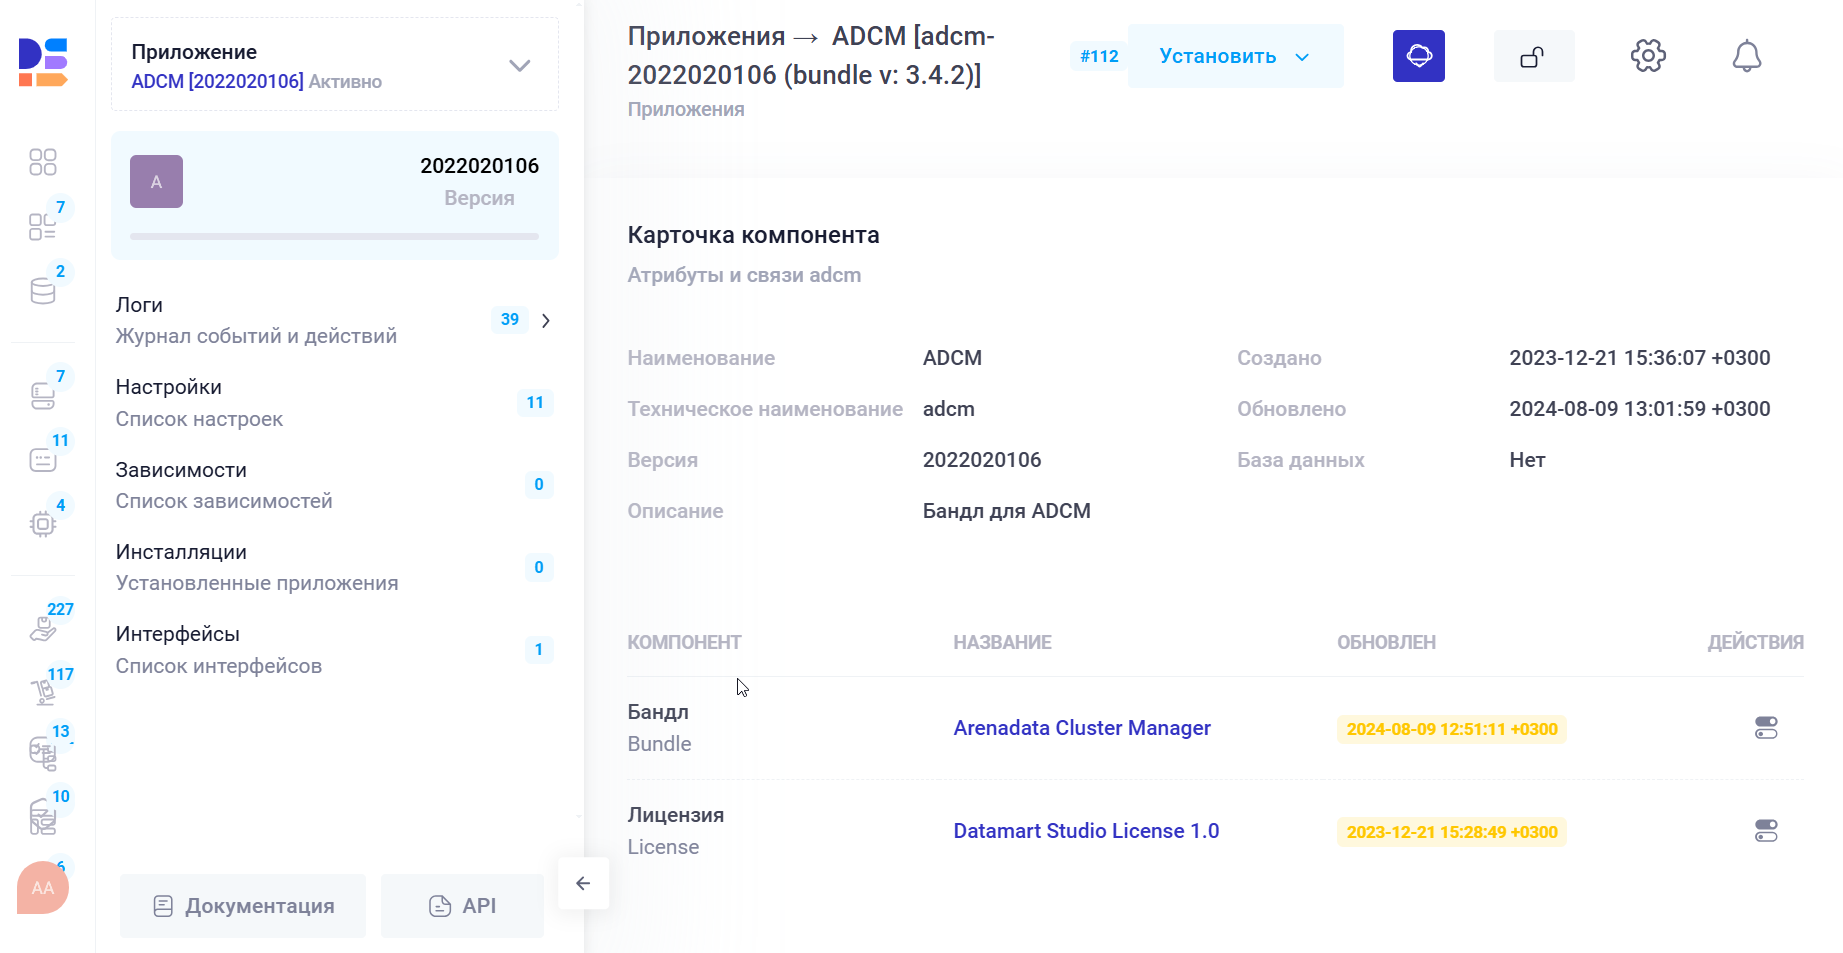 7
2
7
11
4
227
117
13
10
6
AA
Приложение
ADCM [2022020106] Активно
A
2022020106
Версия
Логи
Журнал событий и действий
39
Настройки
Список настроек
11
Зависимости
Список зависимостей
0
Инсталляции
Установленные приложения
0
Интерфейсы
Список интерфейсов
1
Документация
API
Приложения → ADCM [adcm-
2022020106 (bundle v: 3.4.2)]
Приложения
#112
Установить
Карточка компонента
Атрибуты и связи adcm
Наименование ADCM Создано 2023-12-21 15:36:07 +0300
Техническое наименование adcm Обновлено 2024-08-09 13:01:59 +0300
Версия 2022020106 База данных Нет
Описание Бандл для ADCM
КОМПОНЕНТ НАЗВАНИЕ ОБНОВЛЕН ДЕЙСТВИЯ
Бандл
Bundle
Arenadata Cluster Manager
2024-08-09 12:51:11 +0300
Лицензия
License
Datamart Studio License 1.0
2023-12-21 15:28:49 +0300